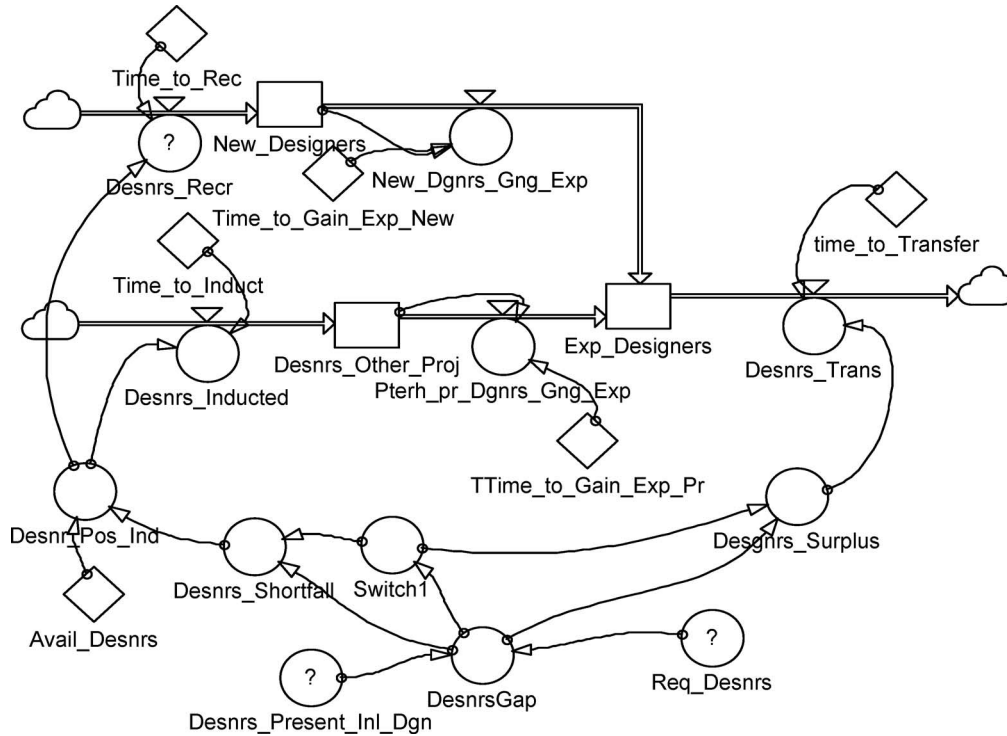 Time_to_Rec
New_Designers
?
Desnrs_Recr
New_Dgnrs_Gng_Exp
Time_to_Gain_Exp_New
time_to_Transfer
Time_to_Induct
Desnrs_Other_Proj
Exp_Designers
Desnrs_Trans
Desnrs_Inducted
Pterh_pr_Dgnrs_Gng_Exp
TTime_to_Gain_Exp_Pr
Desnr_Pos_Ind
Desgnrs_Surplus
Desnrs_Shortfall
Switch1
Avail_Desnrs
?
?
DesnrsGap
Req_Desnrs
Desnrs_Present_Inl_Dgn